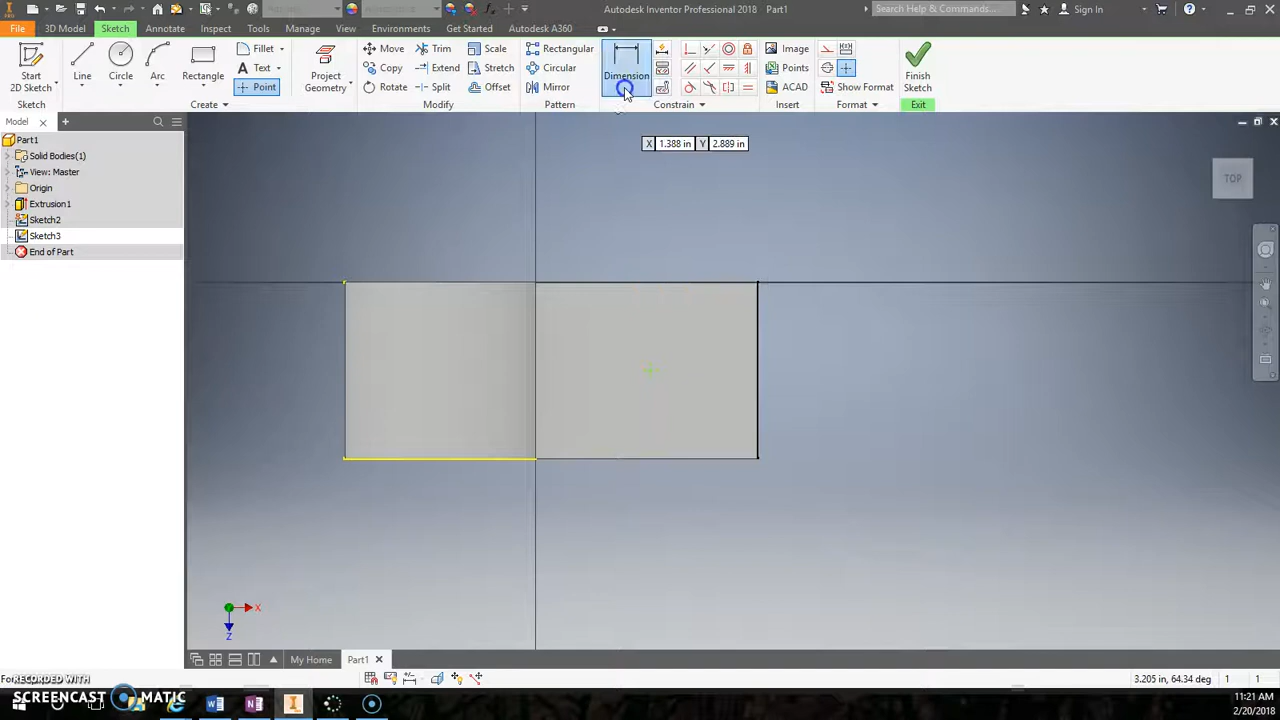 Autodesk Inventor Professional 2018 Part1
Search Help & Commands...
Sign In
File 3D Model Sketch Annotate Inspect Tools Manage View Environments Get Started Autodesk A360
Start
2D Sketch
Line
Circle
Arc
Rectangle
Fillet
Text
Point
Project
Geometry
Move
Copy
Rotate
Trim
Extend
Split
Scale
Stretch
Offset
Rectangular
Circular
Mirror
Dimension
Image
Points
ACAD
Show Format
Finish
Sketch
Sketch Create Modify Pattern Constrain Insert Format Exit
Model
Part1
Solid Bodies(1)
View: Master
Origin
Extrusion1
Sketch2
Sketch3
End of Part
X 1.388 in Y 2.889 in
TOP
X
Z
My Home Part1
3.205 in, 64.34 deg 1 1
RECORDED WITH
SCREENCAST MATIC
11:21 AM
2/20/2018